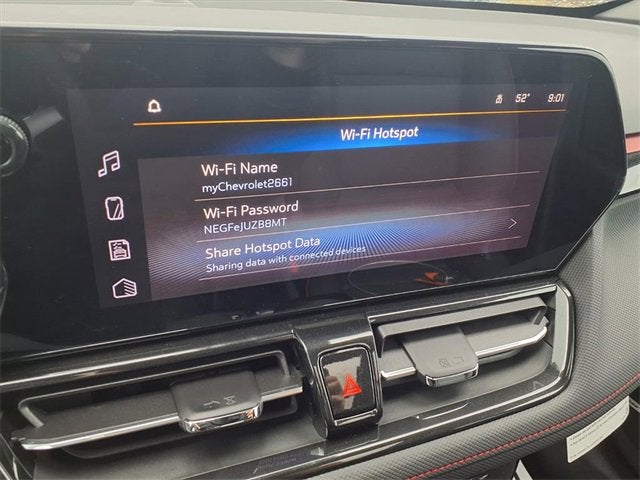 52° 9:01
Wi-Fi Hotspot
Wi-Fi Name
myChevrolet2661
Wi-Fi Password
NEGFeJUZB8MT
Share Hotspot Data
Sharing data with connected devices